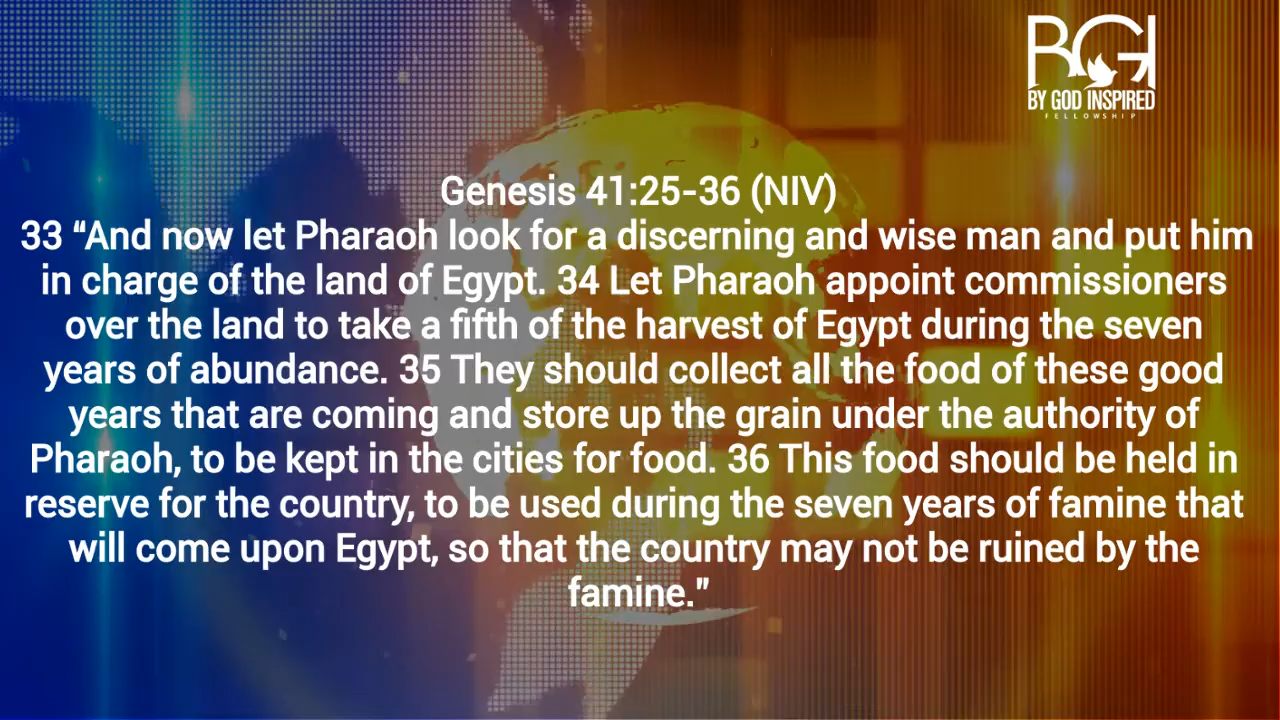 BGI
BY GOD INSPIRED
FELLOWSHIP
Genesis 41:25-36 (NIV)
33 “And now let Pharaoh look for a discerning and wise man and put him
in charge of the land of Egypt. 34 Let Pharaoh appoint commissioners
over the land to take a fifth of the harvest of Egypt during the seven
years of abundance. 35 They should collect all the food of these good
years that are coming and store up the grain under the authority of
Pharaoh, to be kept in the cities for food. 36 This food should be held in
reserve for the country, to be used during the seven years of famine that
will come upon Egypt, so that the country may not be ruined by the
famine."